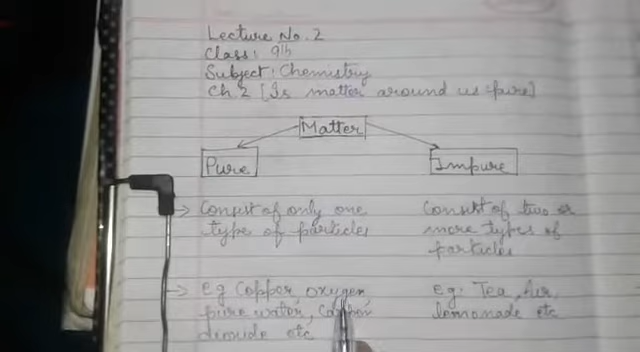 Lecture No. 2
Class: 9th
Subject: Chemistry
Ch. 2 [Is matter around us pure]
Matter
Pure
Impure
Consist of only one
type of particles
Consist of two or
more types of
particles
eg Copper, oxygen
pure water, Carbon
dioxide etc
eg: Tea, Air,
lemonade etc